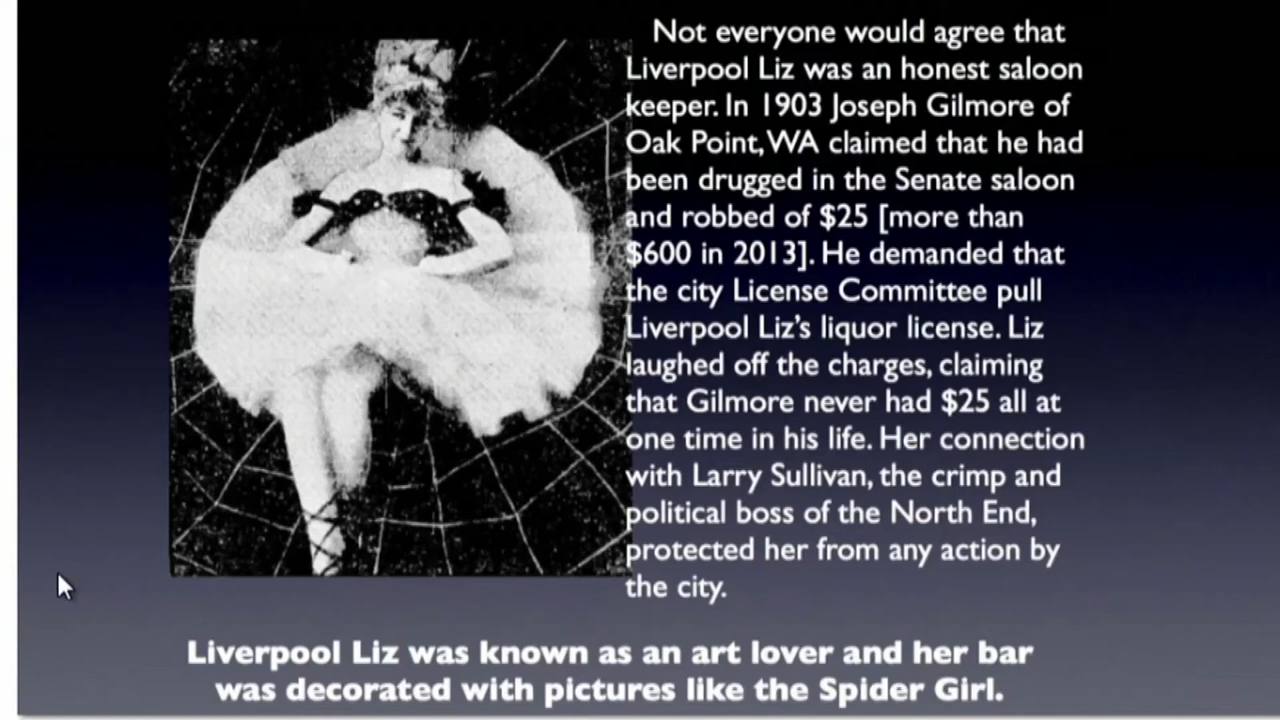 Not everyone would agree that
Liverpool Liz was an honest saloon
keeper. In 1903 Joseph Gilmore of
Oak Point, WA claimed that he had
been drugged in the Senate saloon
and robbed of $25 [more than
$600 in 2013]. He demanded that
the city License Committee pull
Liverpool Liz's liquor license. Liz
laughed off the charges, claiming
that Gilmore never had $25 all at
one time in his life. Her connection
with Larry Sullivan, the crimp and
political boss of the North End,
protected her from any action by
the city.
Liverpool Liz was known as an art lover and her bar
was decorated with pictures like the Spider Girl.